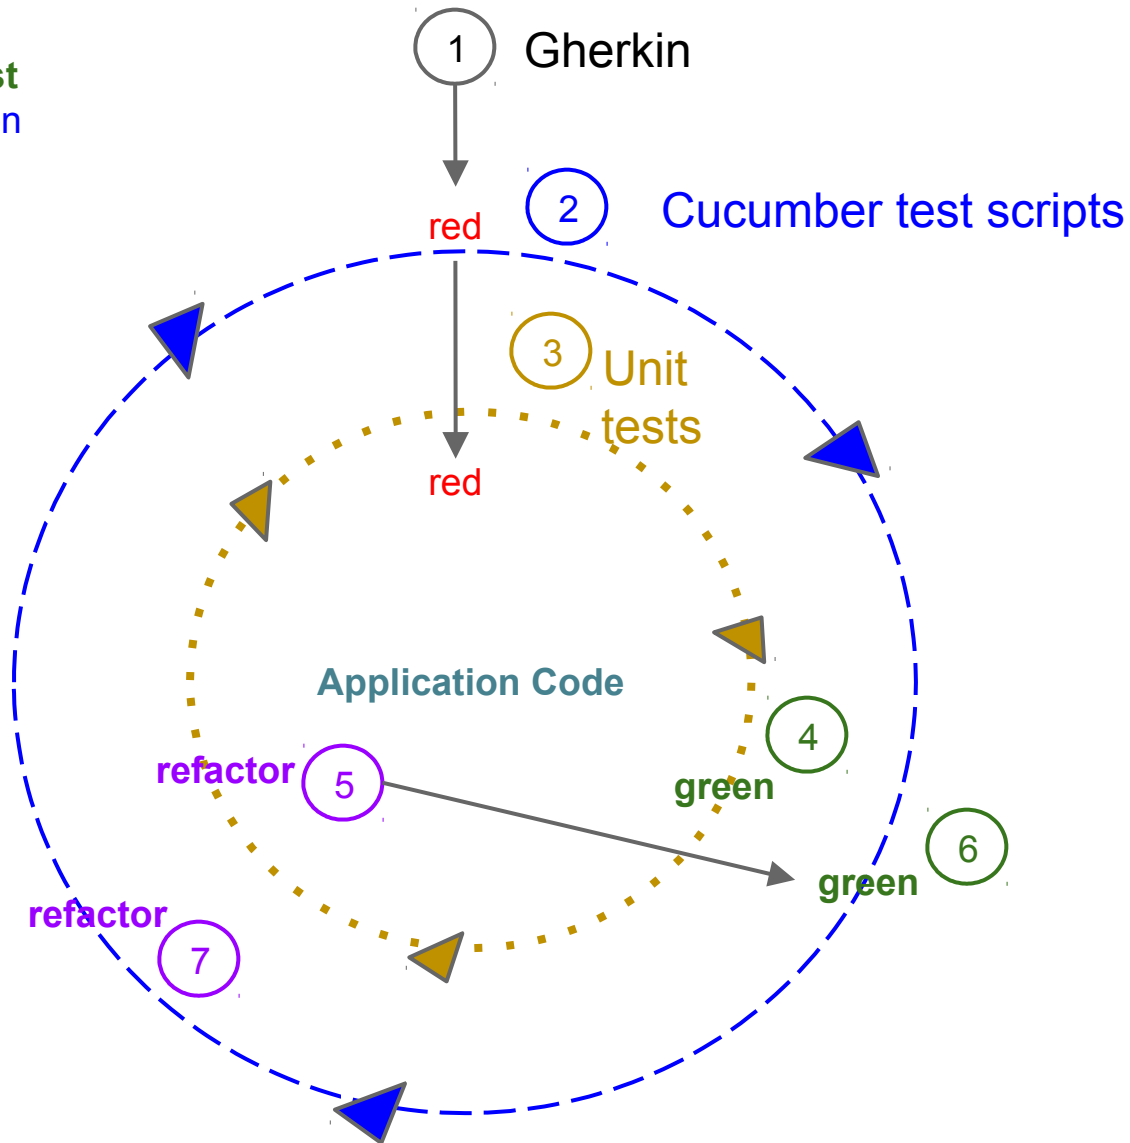 1 Gherkin
st
n
2 Cucumber test scripts
red
3 Unit
tests
red
Application Code
4
refactor 5
green
6
green
refactor
7